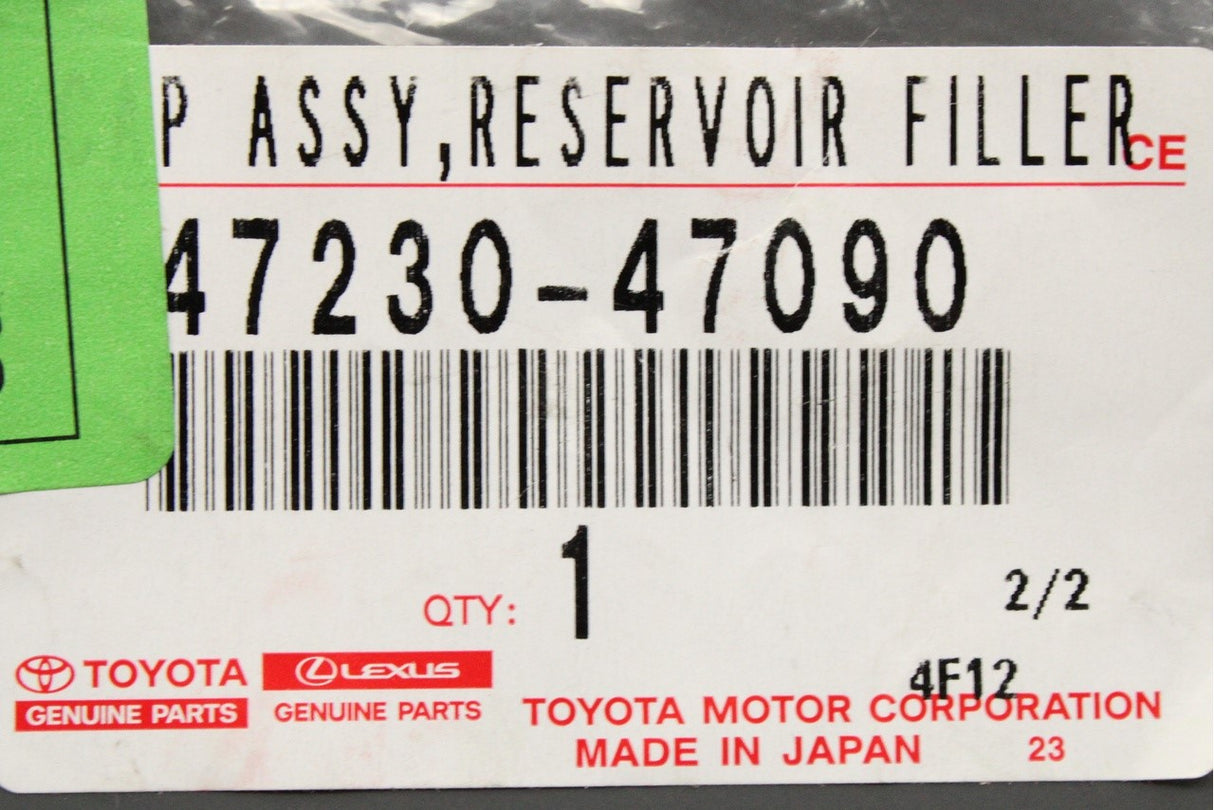 P ASSY,RESERVOIR FILLER
CE
47230-47090
QTY: 1
2/2
4F12
TOYOTA
GENUINE PARTS
LEXUS
GENUINE PARTS
TOYOTA MOTOR CORPORATION
MADE IN JAPAN 23